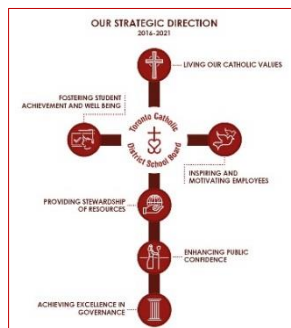 OUR STRATEGIC DIRECTION
2016-2021
LIVING OUR CATHOLIC VALUES
FOSTERING STUDENT
ACHIEVEMENT AND WELL BEING
Toronto Catholic
District School Board
INSPIRING AND
MOTIVATING EMPLOYEES
PROVIDING STEWARDSHIP
OF RESOURCES
ENHANCING PUBLIC
CONFIDENCE
ACHIEVING EXCELLENCE IN
GOVERNANCE